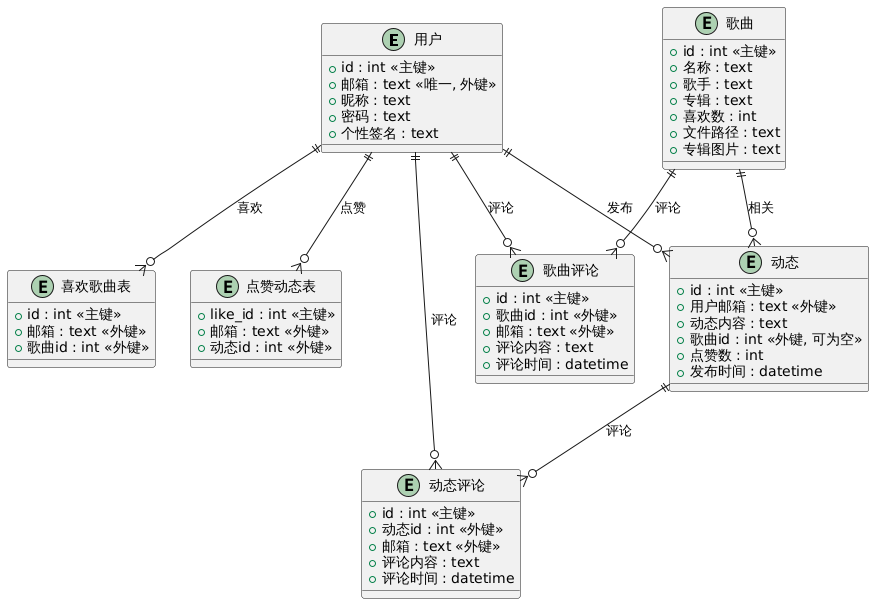 E 用户
id : int «主键»
邮箱 : text «唯一, 外键»
昵称 : text
密码 : text
个性签名 : text
E 歌曲
id : int «主键»
名称 : text
歌手 : text
专辑 : text
喜欢数 : int
文件路径 : text
专辑图片 : text
喜欢
点赞
评论
发布
评论
相关
E 喜欢歌曲表
id : int «主键»
邮箱 : text «外键»
歌曲id : int «外键»
E 点赞动态表
like_id : int «主键»
邮箱 : text «外键»
动态id : int «外键»
评论
E 歌曲评论
id : int «主键»
歌曲id : int «外键»
邮箱 : text «外键»
评论内容 : text
评论时间 : datetime
E 动态
id : int «主键»
用户邮箱 : text «外键»
动态内容 : text
歌曲id : int «外键, 可为空»
点赞数 : int
发布时间 : datetime
评论
E 动态评论
id : int «主键»
动态id : int «外键»
邮箱 : text «外键»
评论内容 : text
评论时间 : datetime